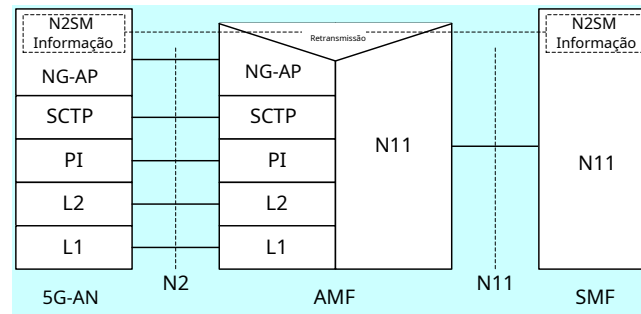 N2SM
Informação
NG-AP
SCTP
PI
L2
L1
5G-AN
N2
Retransmissão
NG-AP
SCTP
PI
L2
L1
N11
AMF
N11
N2SM
Informação
N11
SMF